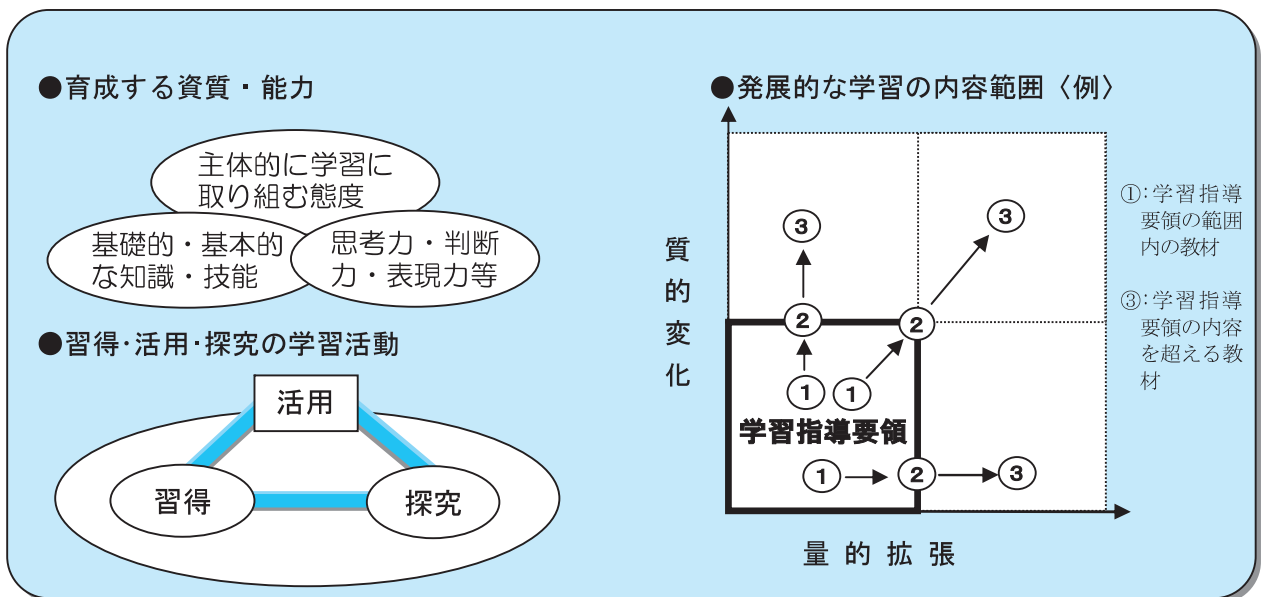 ●育成する資質・能力
主体的に学習に
取り組む態度
基礎的・基本的
な知識・技能
思考力・判断
力・表現力等
●習得・活用・探究の学習活動
活用
習得
探究
●発展的な学習の内容範囲〈例〉
質的変化
③
③
②
②
①
①
学習指導要領
①
②
③
量的拡張
①:学習指導
要領の範囲
内の教材
③:学習指導
要領の内容
を超える教
材